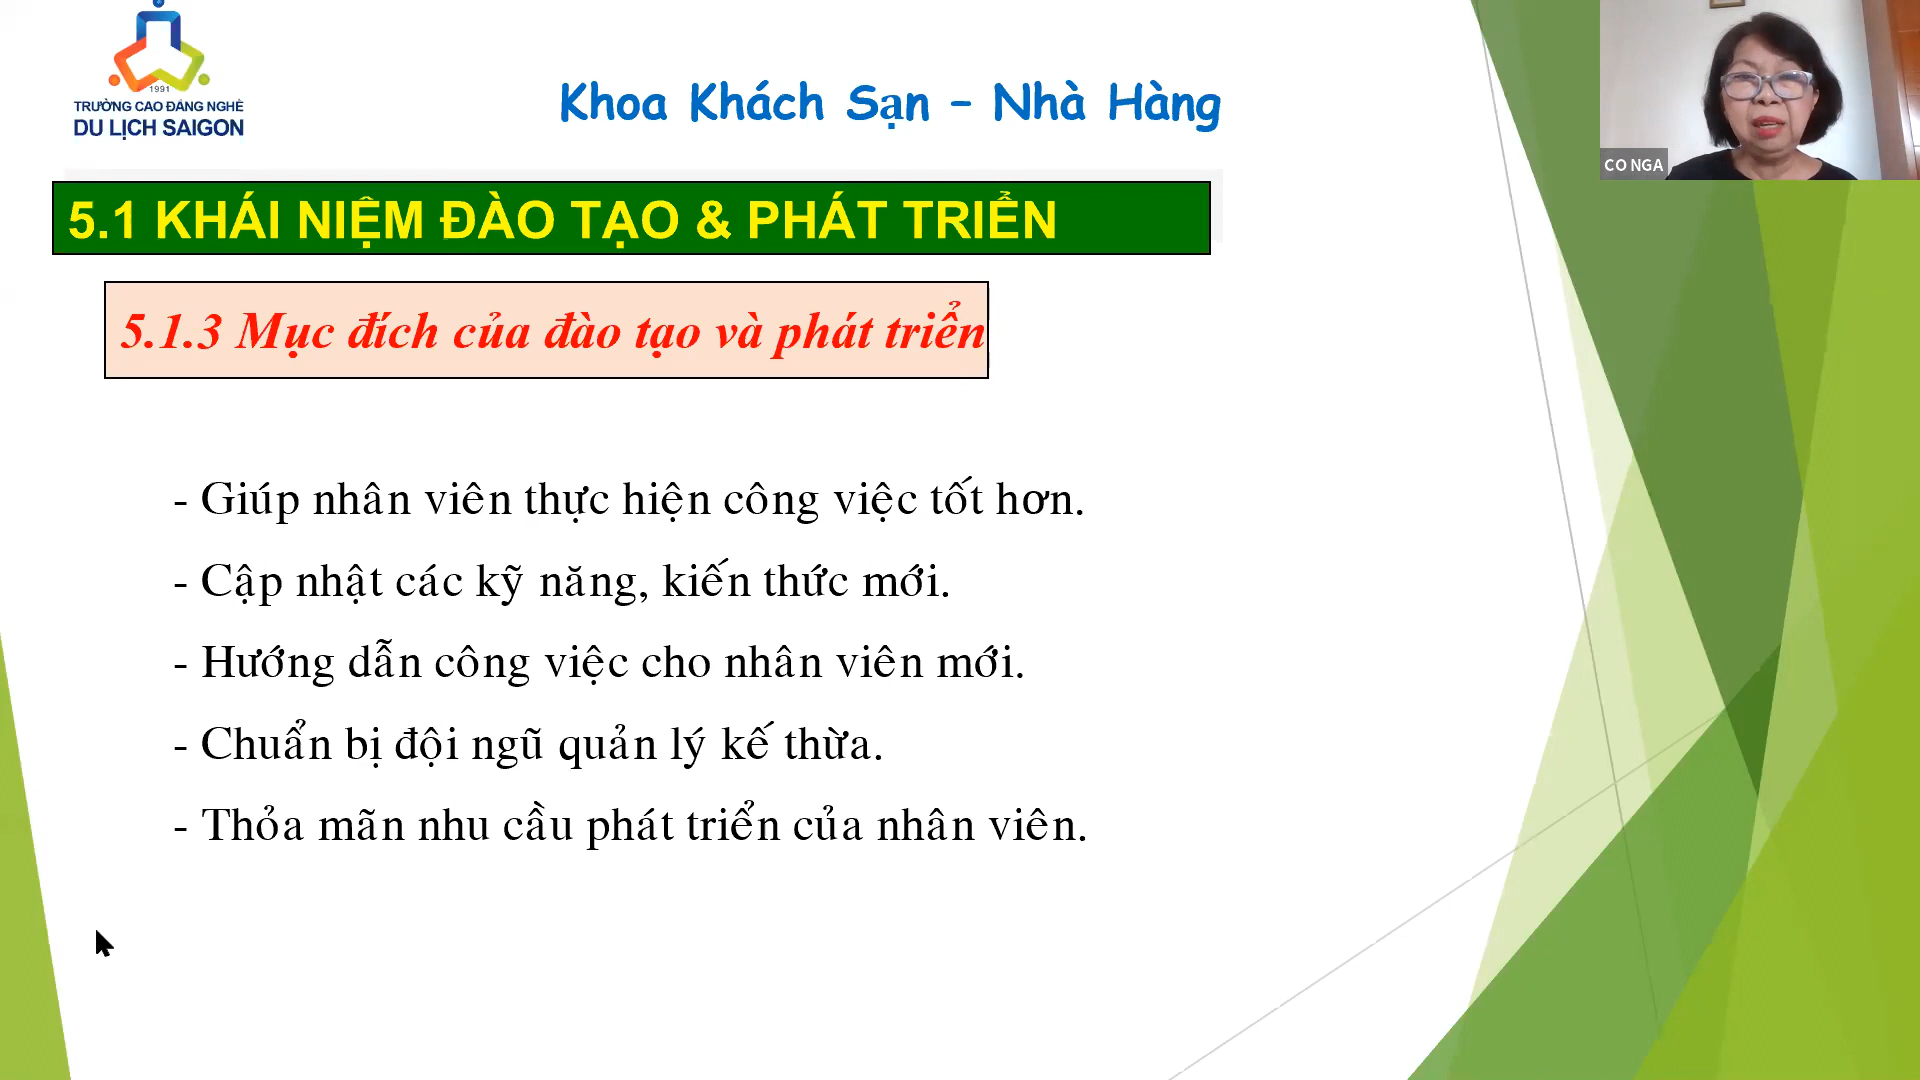 1991
TRƯỜNG CAO ĐẲNG NGHỀ
DU LỊCH SAIGON
Khoa Khách Sạn – Nhà Hàng
CO NGA
5.1 KHÁI NIỆM ĐÀO TẠO & PHÁT TRIỂN
5.1.3 Mục đích của đào tạo và phát triển
- Giúp nhân viên thực hiện công việc tốt hơn.
- Cập nhật các kỹ năng, kiến thức mới.
- Hướng dẫn công việc cho nhân viên mới.
- Chuẩn bị đội ngũ quản lý kế thừa.
- Thỏa mãn nhu cầu phát triển của nhân viên.